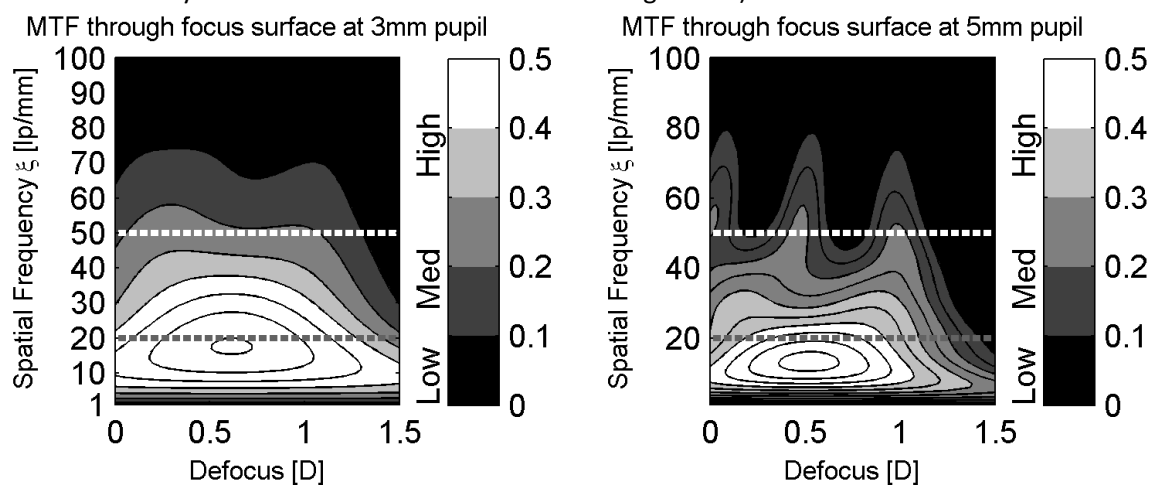 MTF through focus surface at 3mm pupil
100
90
80
70
60
50
40
30
20
10
1
Spatial Frequency ξ [lp/mm]
0 0.5 1 1.5
Defocus [D]
0.5
0.4
0.3
0.2
0.1
0
High
Med
Low
MTF through focus surface at 5mm pupil
100
80
60
50
40
20
1
Spatial Frequency ξ [lp/mm]
0 0.5 1 1.5
Defocus [D]
0.5
0.4
0.3
0.2
0.1
0
High
Med
Low